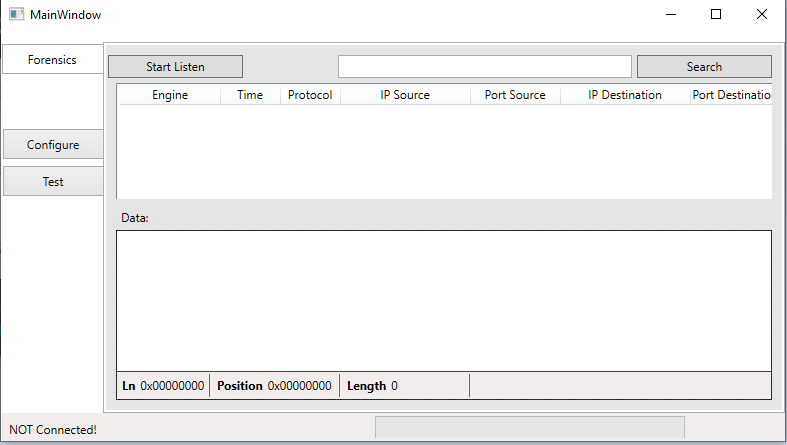 MainWindow
Forensics
Start Listen
Search
Engine Time Protocol IP Source Port Source IP Destination Port Destinatio
Configure
Test
Data:
Ln 0x00000000 Position 0x00000000 Length 0
NOT Connected!